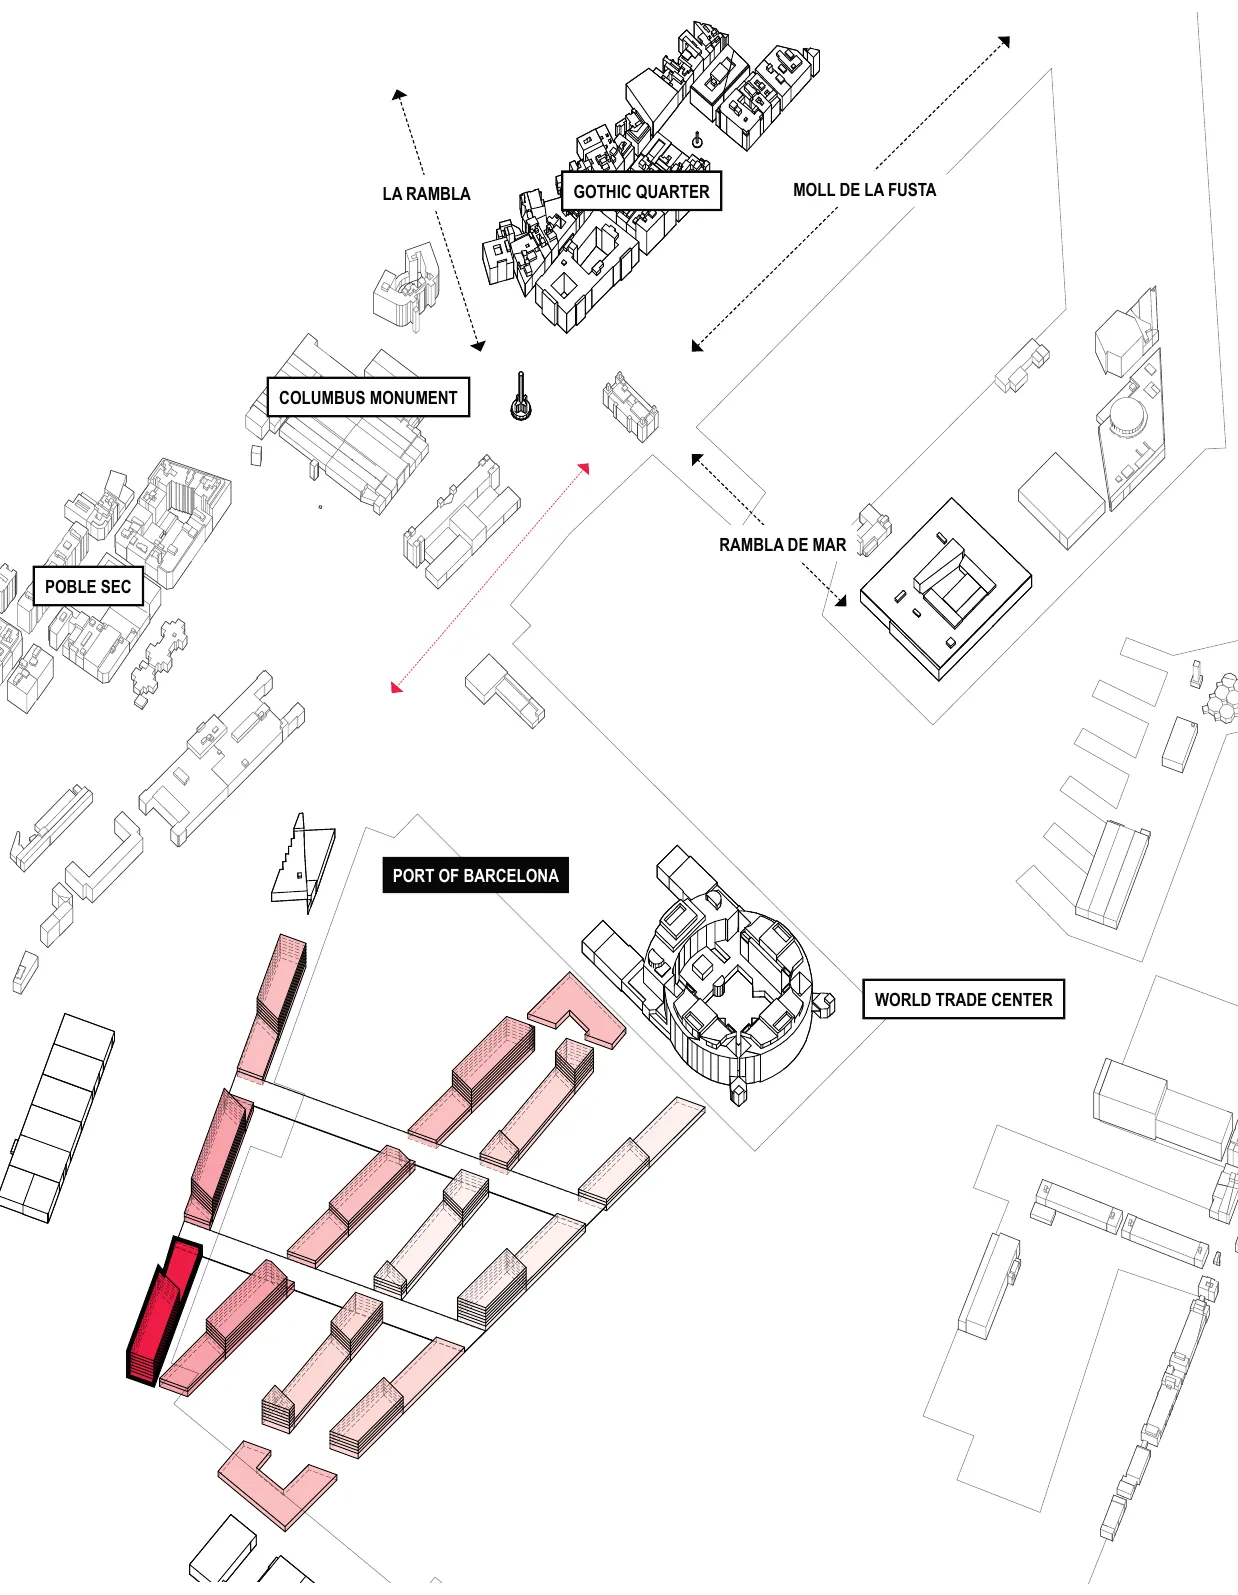 LA RAMBLA
GOTHIC QUARTER
MOLL DE LA FUSTA
COLUMBUS MONUMENT
RAMBLA DE MAR
POBLE SEC
PORT OF BARCELONA
WORLD TRADE CENTER